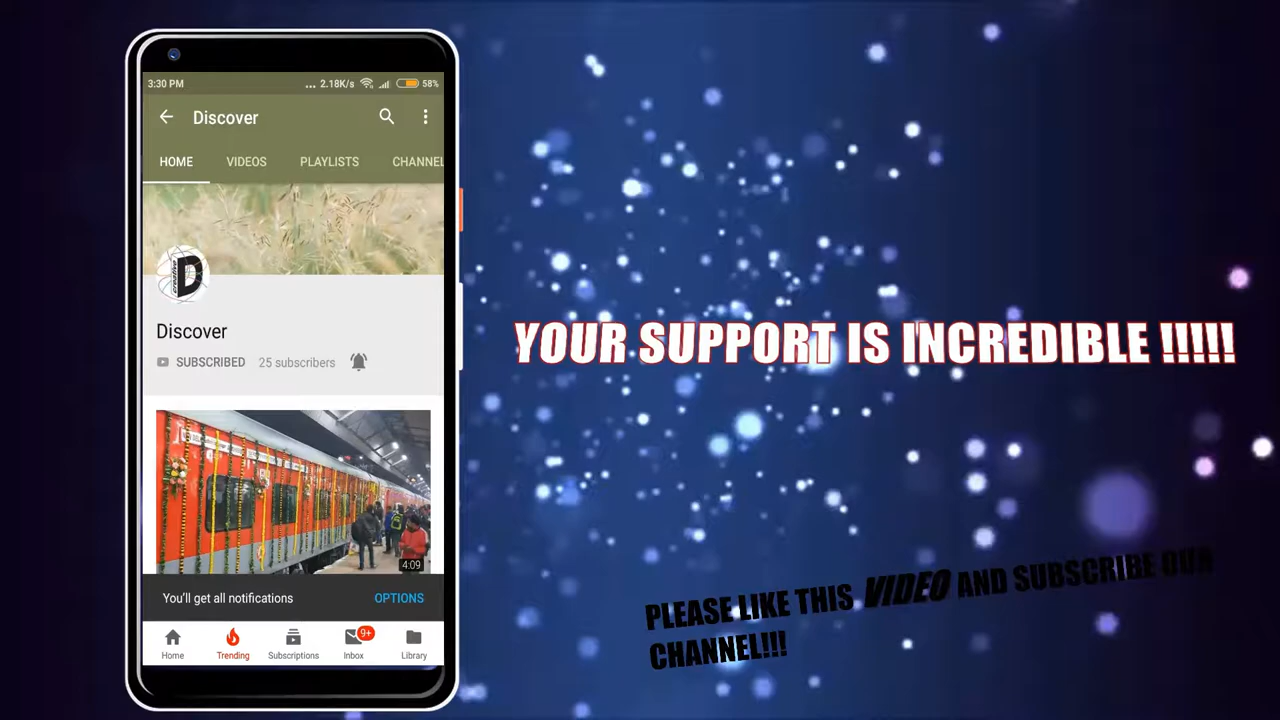 3:30 PM ... 2.18K/s 58%
Discover
HOME VIDEOS PLAYLISTS CHANNEL
creative D
Discover
SUBSCRIBED 25 subscribers
4:09
You'll get all notifications OPTIONS
9+
Home Trending Subscriptions Inbox Library
YOUR SUPPORT IS INCREDIBLE !!!!!
PLEASE LIKE THIS VIDEO AND SUBSCRIBE OUR
CHANNEL!!!